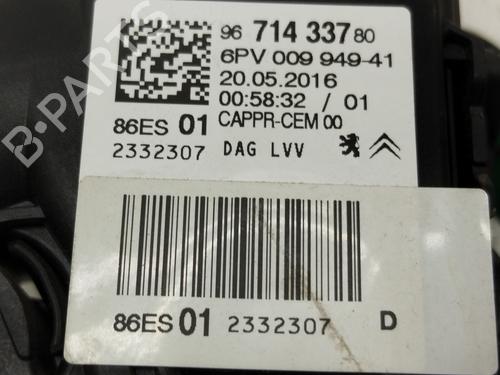 96 714 337 80
6PV 009 949-41
20.05.2016
00:58:32 / 01
86ES 01 CAPPR-CEM 00
2332307 DAG LVV
86ES 01 2332307 D
B-PARTS